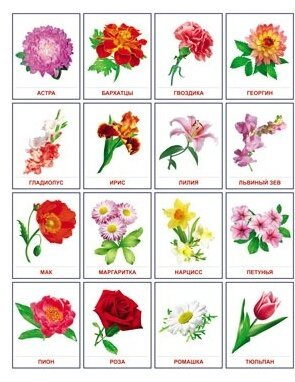 АСТРА
БАРХАТЦЫ
ГВОЗДИКА
ГЕОРГИН
ГЛАДИОЛУС
ИРИС
ЛИЛИЯ
ЛЬВИНЫЙ ЗЕВ
МАК
МАРГАРИТКА
НАРЦИСС
ПЕТУНЬЯ
ПИОН
РОЗА
РОМАШКА
ТЮЛЬПАН